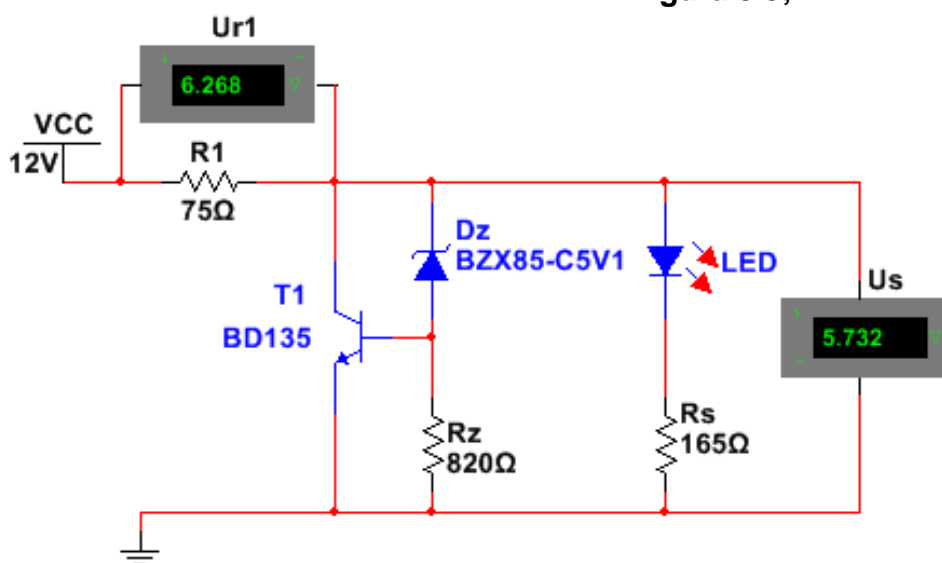 Ur1
6.268 V
VCC
12V
R1
75Ω
Dz
BZX85-C5V1
LED
T1
BD135
Us
5.732 V
Rz
820Ω
Rs
165Ω